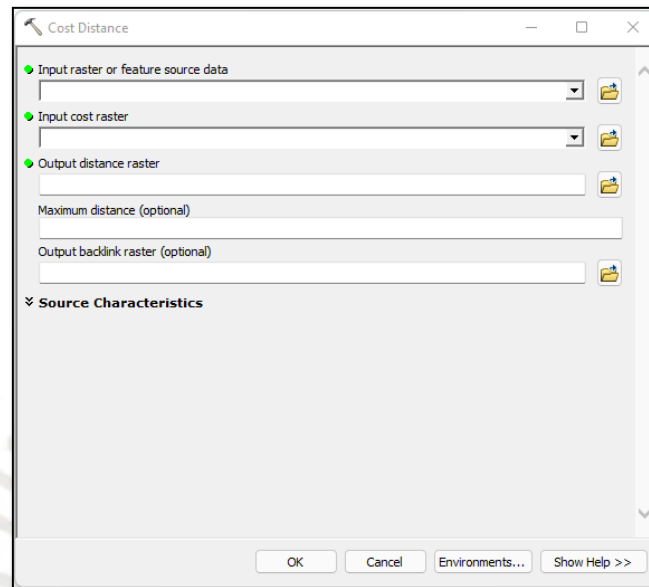 Cost Distance
Input raster or feature source data
Input cost raster
Output distance raster
Maximum distance (optional)
Output backlink raster (optional)
Source Characteristics
OK Cancel Environments... Show Help >>